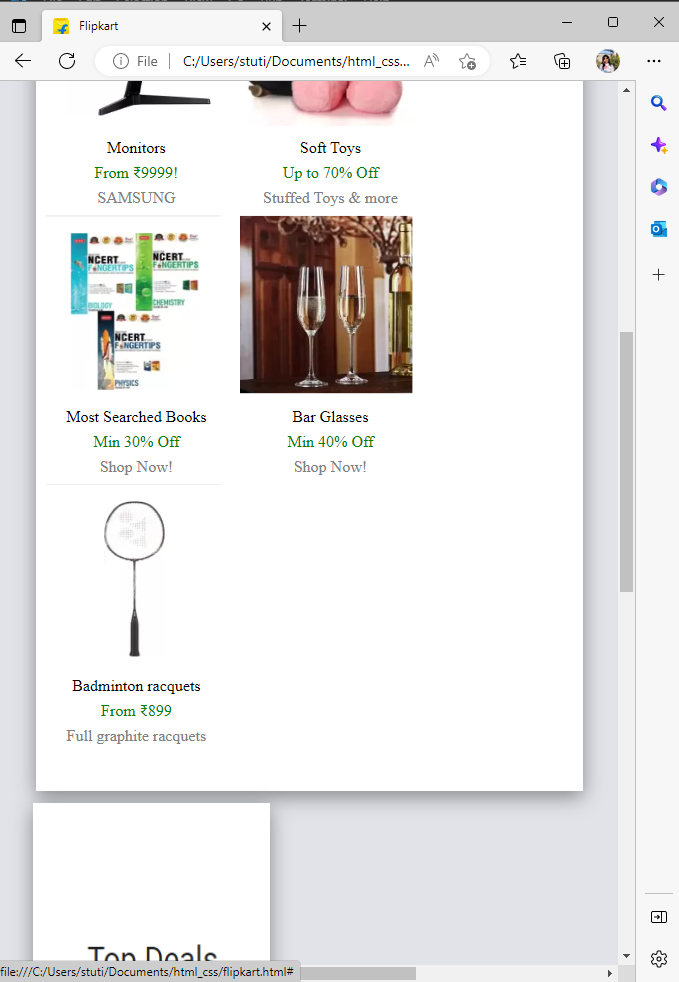 Flipkart
File
C:/Users/stuti/Documents/html_css...
Monitors
From ₹9999!
SAMSUNG
Soft Toys
Up to 70% Off
Stuffed Toys & more
NCERT
FINGERTIPS
BIOLOGY
NCERT
FINGERTIPS
CHEMISTRY
NCERT
FINGERTIPS
PHYSICS
Most Searched Books
Min 30% Off
Shop Now!
Bar Glasses
Min 40% Off
Shop Now!
Badminton racquets
From ₹899
Full graphite racquets
Top Deals
file:///C:/Users/stuti/Documents/html_css/flipkart.html#